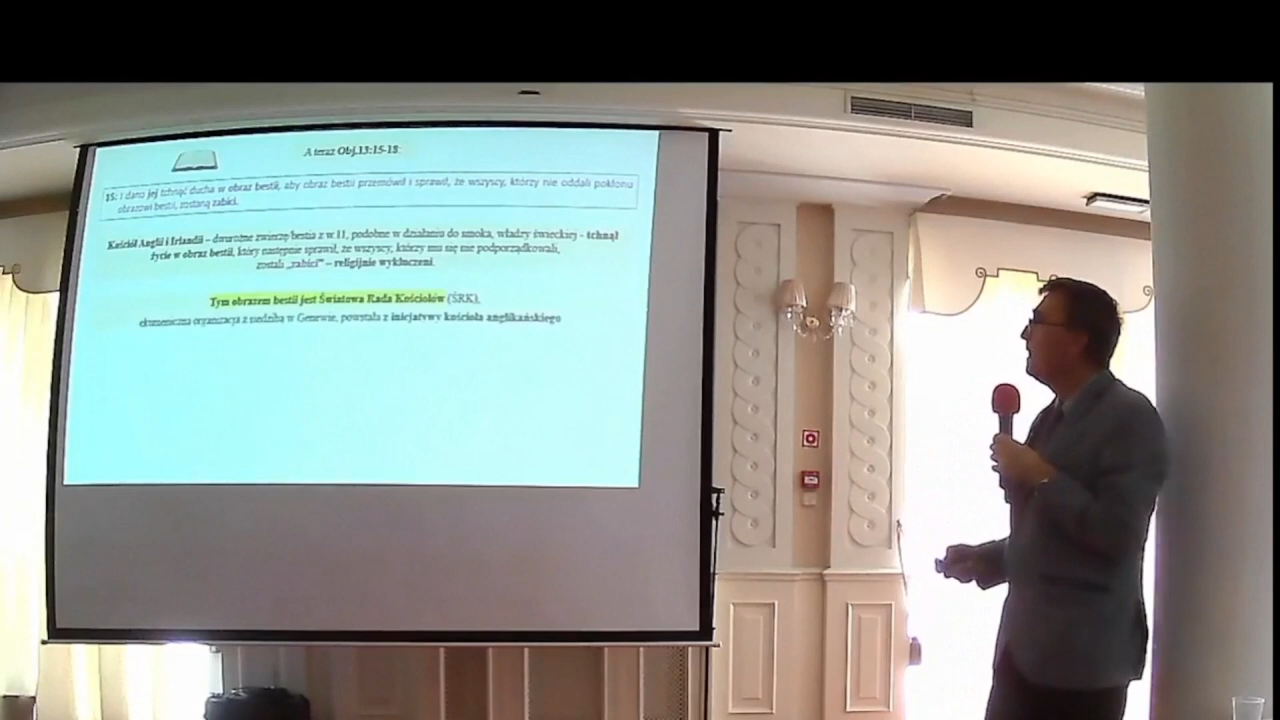 A teraz Obj.13:15-18:
15: I dano jej tchnąć ducha w obraz bestii, aby obraz bestii przemówił i sprawił, że wszyscy, którzy nie oddali pokłonu
obrazowi bestii, zostaną zabici.
Kościół Anglii i Irlandii – dwurożne zwierzę/bestia z w.11, podobne w działaniu do smoka, władzy świeckiej – tchnął
życie w obraz bestii, który następnie sprawił, że wszyscy, którzy mu się nie podporządkowali,
zostali „zabici” – religijnie wykluczeni.
Tym obrazem bestii jest Światowa Rada Kościołów (ŚRK),
ekumeniczna organizacja z siedzibą w Genewie, powstała z inicjatywy kościoła anglikańskiego